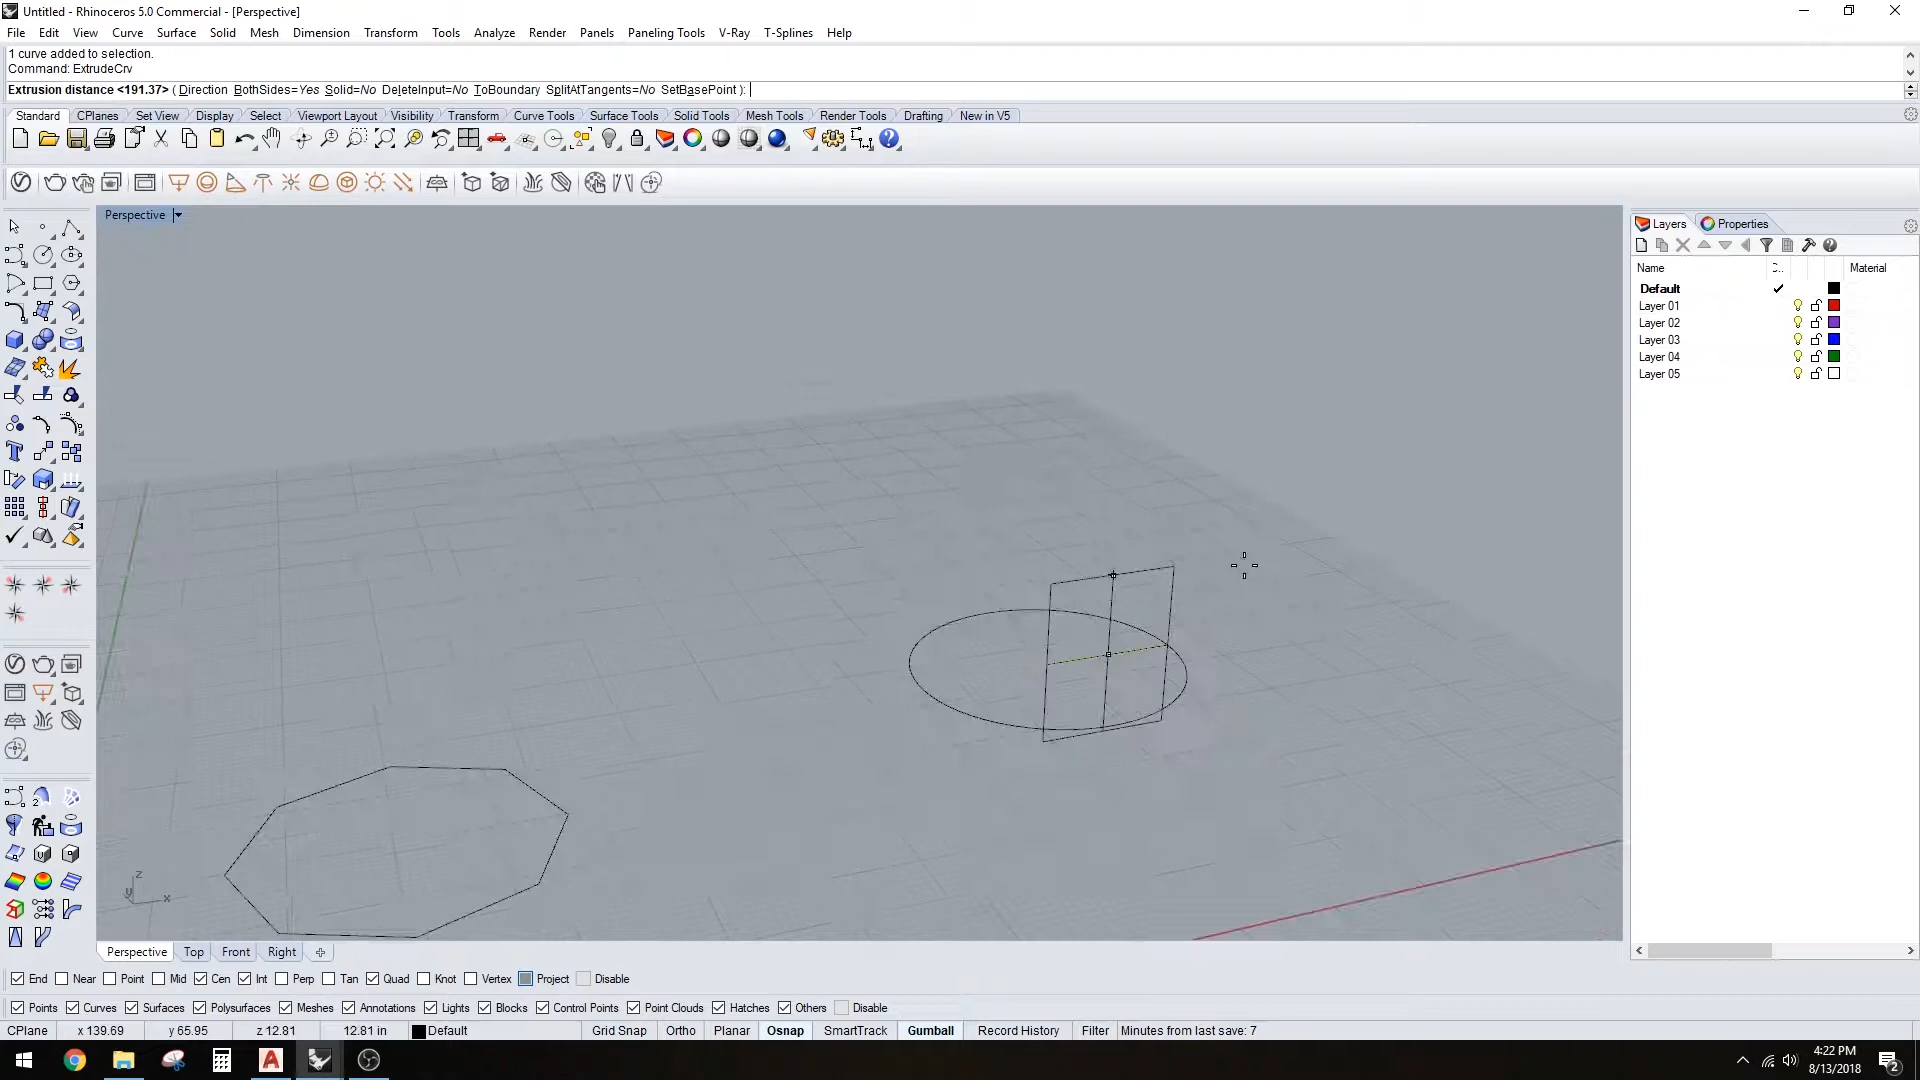 Untitled - Rhinoceros 5.0 Commercial - [Perspective]
File Edit View Curve Surface Solid Mesh Dimension Transform Tools Analyze Render Panels Paneling Tools V-Ray T-Splines Help
1 curve added to selection.
Command: ExtrudeCrv
Extrusion distance <191.37> ( Direction BothSides=Yes Solid=No DeleteInput=No ToBoundary SplitAtTangents=No SetBasePoint ):
Standard CPlanes Set View Display Select Viewport Layout Visibility Transform Curve Tools Surface Tools Solid Tools Mesh Tools Render Tools Drafting New in V5
Perspective
Layers Properties
Name C.. Material
Default
Layer 01
Layer 02
Layer 03
Layer 04
Layer 05
z
y x
Perspective Top Front Right
End Near Point Mid Cen Int Perp Tan Quad Knot Vertex Project Disable
Points Curves Surfaces Polysurfaces Meshes Annotations Lights Blocks Control Points Point Clouds Hatches Others Disable
CPlane x 139.69 y 65.95 z 12.81 12.81 in Default Grid Snap Ortho Planar Osnap SmartTrack Gumball Record History Filter Minutes from last save: 7
4:22 PM
8/13/2018
2